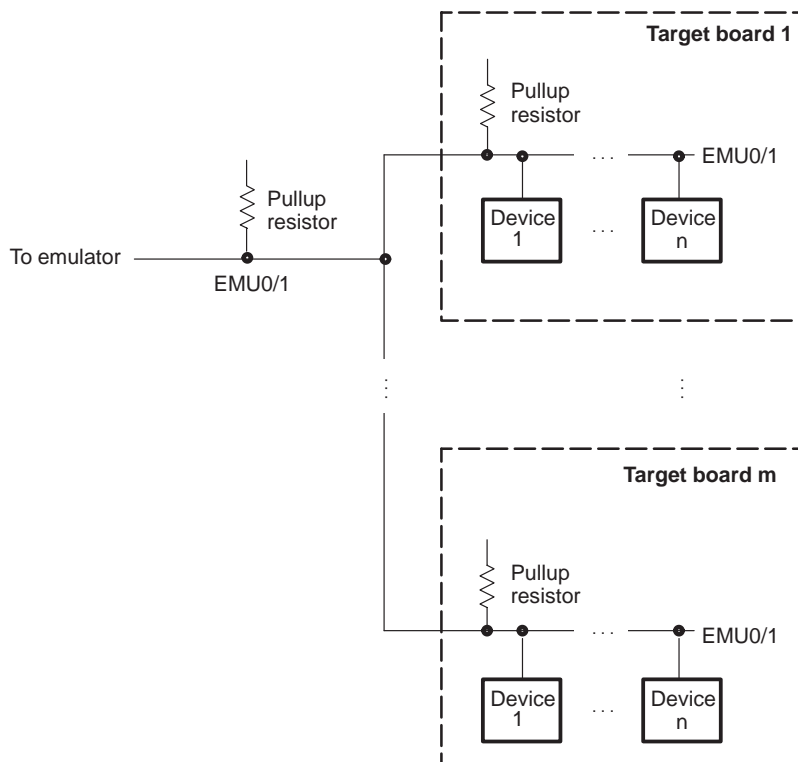 Target board 1
Pullup
resistor
EMU0/1
Device
1
. . .
Device
n
. . .
Pullup
resistor
To emulator
EMU0/1
. . .
. . .
Target board m
Pullup
resistor
. . .
EMU0/1
Device
1
. . .
Device
n